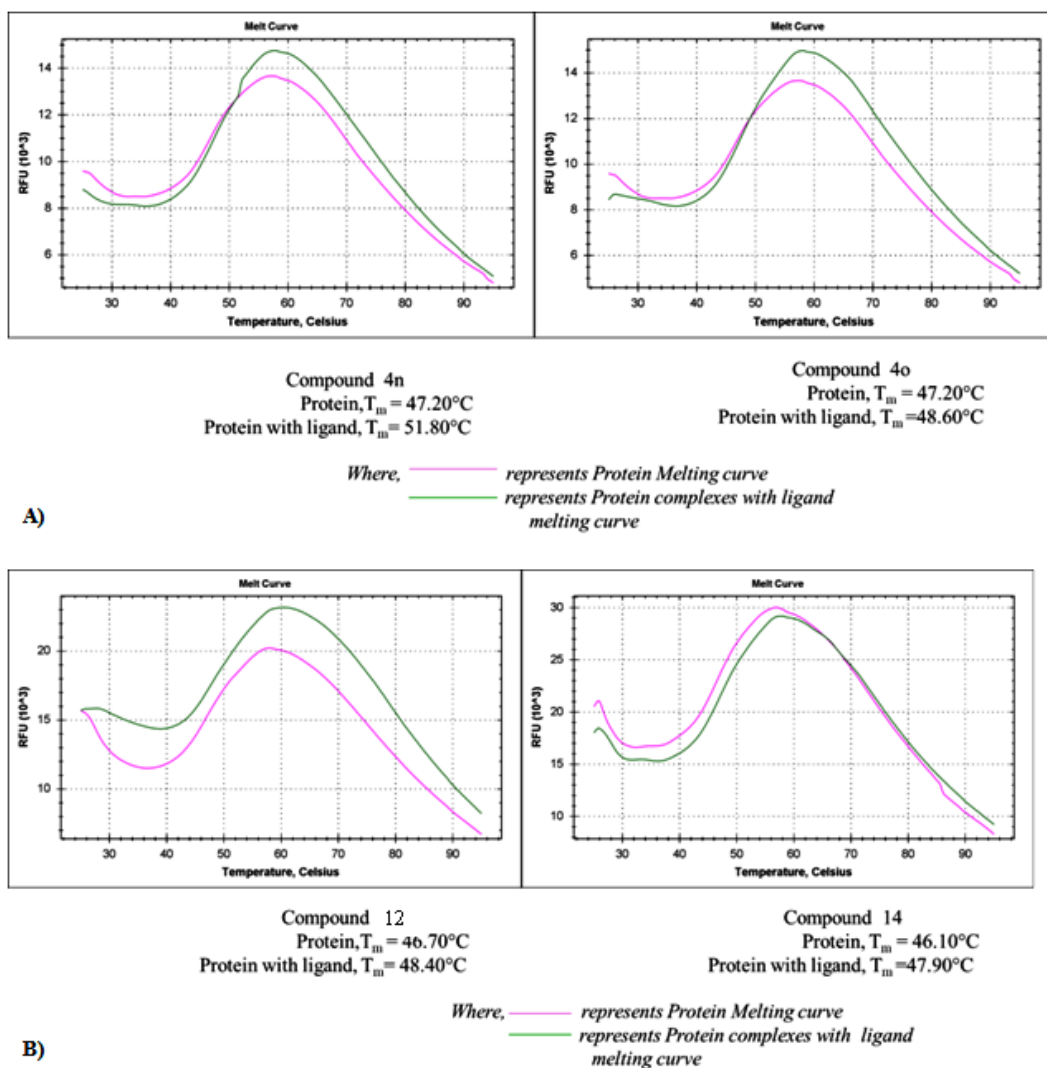 Melt Curve
RFU (10^3)
14
12
10
8
6
30 40 50 60 70 80 90
Temperature, Celsius
Melt Curve
RFU (10^3)
14
12
10
8
6
30 40 50 60 70 80 90
Temperature, Celsius
Compound 4n
Protein,Tm = 47.20°C
Protein with ligand, Tm= 51.80°C
Compound 4o
Protein, Tm = 47.20°C
Protein with ligand, Tm =48.60°C
Where, represents Protein Melting curve
represents Protein complexes with ligand
melting curve
A)
Melt Curve
RFU (10^3)
20
15
10
30 40 50 60 70 80 90
Temperature, Celsius
Melt Curve
RFU (10^3)
30
25
20
15
10
30 40 50 60 70 80 90
Temperature, Celsius
Compound 12
Protein,Tm = 46.70°C
Protein with ligand, Tm= 48.40°C
Compound 14
Protein, Tm = 46.10°C
Protein with ligand, Tm =47.90°C
Where, represents Protein Melting curve
represents Protein complexes with ligand
melting curve
B)